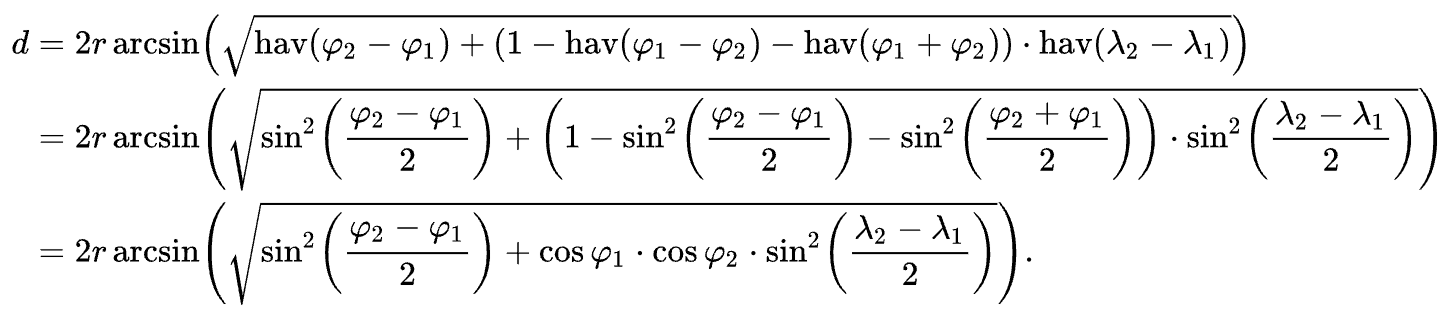 d = 2r arcsin(√(hav(φ₂ − φ₁) + (1 − hav(φ₁ − φ₂) − hav(φ₁ + φ₂)) · hav(λ₂ − λ₁)))
= 2r arcsin(√(sin²((φ₂ − φ₁)/2) + (1 − sin²((φ₂ − φ₁)/2) − sin²((φ₂ + φ₁)/2)) · sin²((λ₂ − λ₁)/2)))
= 2r arcsin(√(sin²((φ₂ − φ₁)/2) + cos φ₁ · cos φ₂ · sin²((λ₂ − λ₁)/2))).